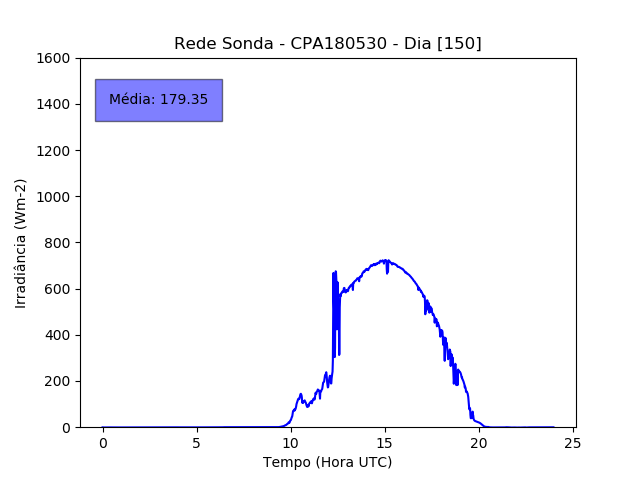 Rede Sonda - CPA180530 - Dia [150]
1600
1400
1200
1000
800
600
400
200
0
Média: 179.35
Irradiância (Wm-2)
0 5 10 15 20 25
Tempo (Hora UTC)